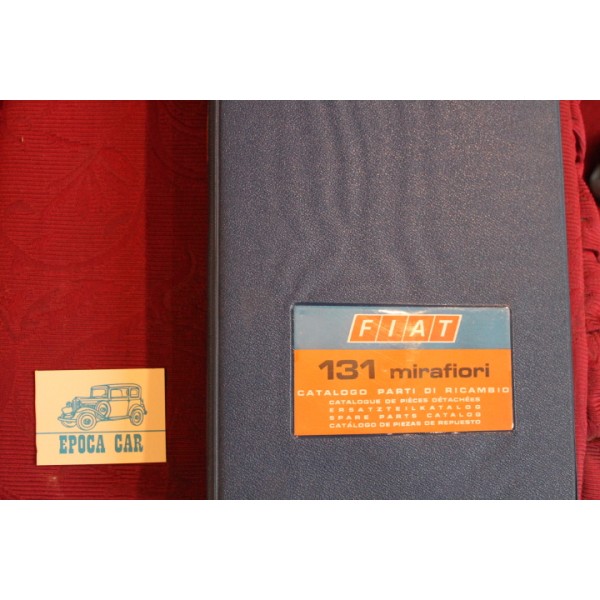 FIAT
131 mirafiori
CATALOGO PARTI DI RICAMBIO
CATALOGUE DE PIÈCES DÉTACHÉES
ERSATZTEILKATALOG
SPARE PARTS CATALOG
CATÁLOGO DE PIEZAS DE REPUESTO
EPOCA CAR